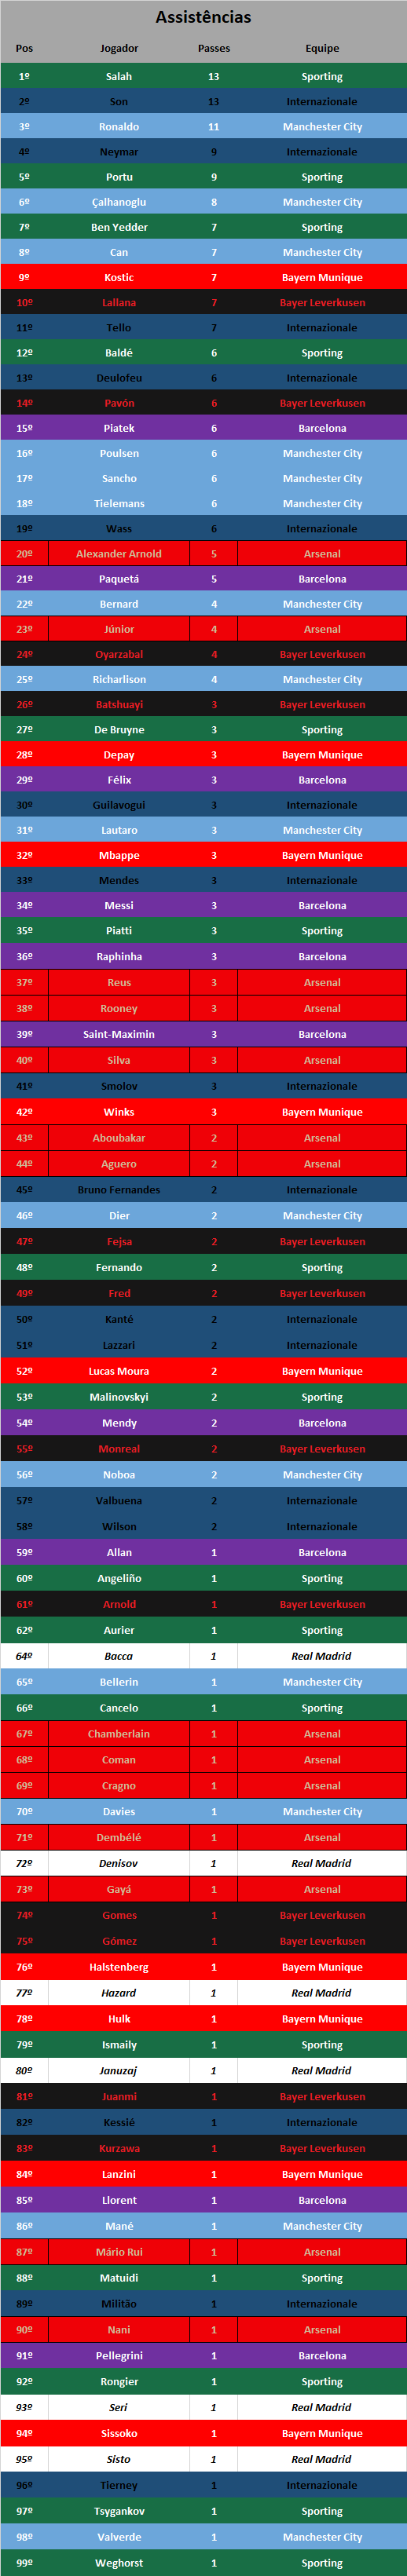 Assistências
Pos Jogador Passes Equipe
1º Salah 13 Sporting
2º Son 13 Internazionale
3º Ronaldo 11 Manchester City
4º Neymar 9 Internazionale
5º Portu 9 Sporting
6º Çalhanoglu 8 Manchester City
7º Ben Yedder 7 Sporting
8º Can 7 Manchester City
9º Kostic 7 Bayern Munique
10º Lallana 7 Bayer Leverkusen
11º Tello 7 Internazionale
12º Baldé 6 Sporting
13º Deulofeu 6 Internazionale
14º Pavón 6 Bayer Leverkusen
15º Piatek 6 Barcelona
16º Poulsen 6 Manchester City
17º Sancho 6 Manchester City
18º Tielemans 6 Manchester City
19º Wass 6 Internazionale
20º Alexander Arnold 5 Arsenal
21º Paquetá 5 Barcelona
22º Bernard 4 Manchester City
23º Júnior 4 Arsenal
24º Oyarzabal 4 Bayer Leverkusen
25º Richarlison 4 Manchester City
26º Batshuayi 3 Bayer Leverkusen
27º De Bruyne 3 Sporting
28º Depay 3 Bayern Munique
29º Félix 3 Barcelona
30º Guilavogui 3 Internazionale
31º Lautaro 3 Manchester City
32º Mbappe 3 Bayern Munique
33º Mendes 3 Internazionale
34º Messi 3 Barcelona
35º Piatti 3 Sporting
36º Raphinha 3 Barcelona
37º Reus 3 Arsenal
38º Rooney 3 Arsenal
39º Saint-Maximin 3 Barcelona
40º Silva 3 Arsenal
41º Smolov 3 Internazionale
42º Winks 3 Bayern Munique
43º Aboubakar 2 Arsenal
44º Aguero 2 Arsenal
45º Bruno Fernandes 2 Internazionale
46º Dier 2 Manchester City
47º Fejsa 2 Bayer Leverkusen
48º Fernando 2 Sporting
49º Fred 2 Bayer Leverkusen
50º Kanté 2 Internazionale
51º Lazzari 2 Internazionale
52º Lucas Moura 2 Bayern Munique
53º Malinovskyi 2 Sporting
54º Mendy 2 Barcelona
55º Monreal 2 Bayer Leverkusen
56º Noboa 2 Manchester City
57º Valbuena 2 Internazionale
58º Wilson 2 Internazionale
59º Allan 1 Barcelona
60º Angeliño 1 Sporting
61º Arnold 1 Bayer Leverkusen
62º Aurier 1 Sporting
64º Bacca 1 Real Madrid
65º Bellerin 1 Manchester City
66º Cancelo 1 Sporting
67º Chamberlain 1 Arsenal
68º Coman 1 Arsenal
69º Cragno 1 Arsenal
70º Davies 1 Manchester City
71º Dembélé 1 Arsenal
72º Denisov 1 Real Madrid
73º Gayá 1 Arsenal
74º Gomes 1 Bayer Leverkusen
75º Gómez 1 Bayer Leverkusen
76º Halstenberg 1 Bayern Munique
77º Hazard 1 Real Madrid
78º Hulk 1 Bayern Munique
79º Ismaily 1 Sporting
80º Januzaj 1 Real Madrid
81º Juanmi 1 Bayer Leverkusen
82º Kessié 1 Internazionale
83º Kurzawa 1 Bayer Leverkusen
84º Lanzini 1 Bayern Munique
85º Llorent 1 Barcelona
86º Mané 1 Manchester City
87º Mário Rui 1 Arsenal
88º Matuidi 1 Sporting
89º Militão 1 Internazionale
90º Nani 1 Arsenal
91º Pellegrini 1 Barcelona
92º Rongier 1 Sporting
93º Seri 1 Real Madrid
94º Sissoko 1 Bayern Munique
95º Sisto 1 Real Madrid
96º Tierney 1 Internazionale
97º Tsygankov 1 Sporting
98º Valverde 1 Manchester City
99º Weghorst 1 Sporting